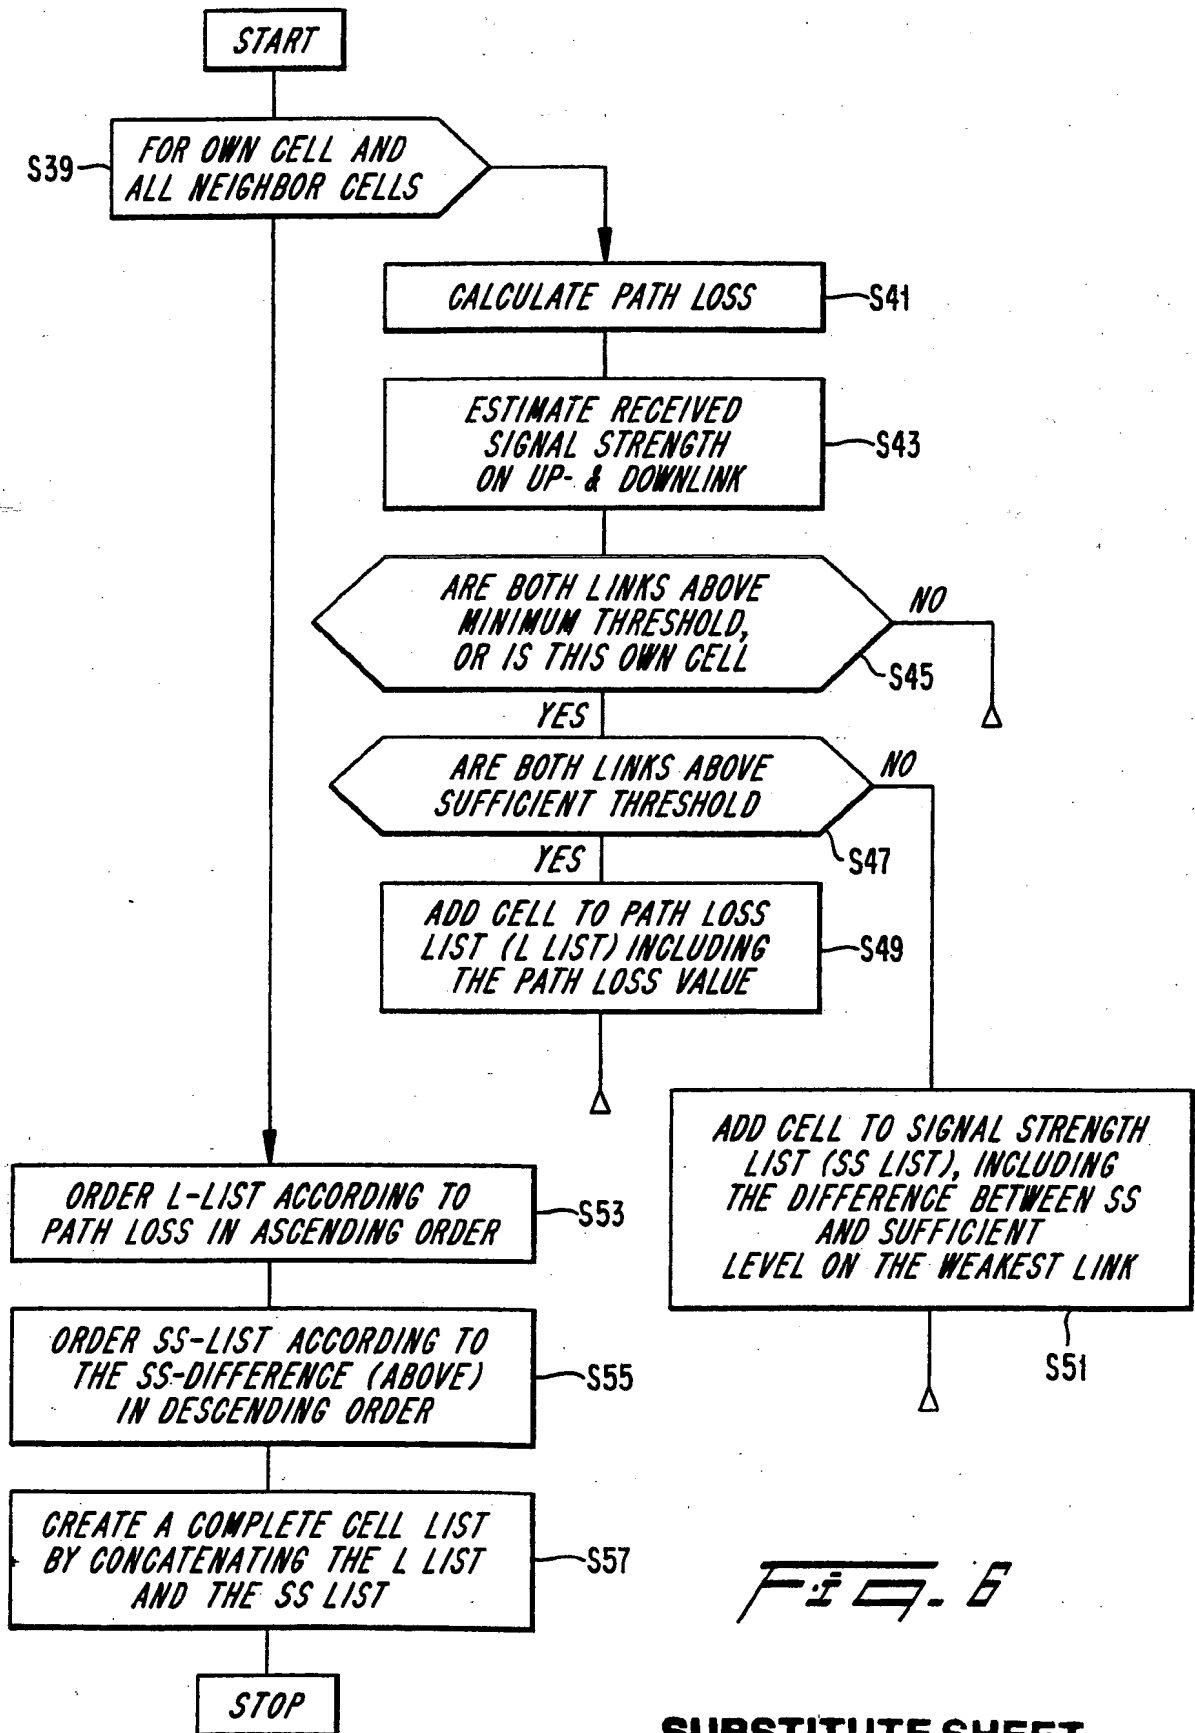 START
S39
FOR OWN CELL AND
ALL NEIGHBOR CELLS
CALCULATE PATH LOSS
S41
ESTIMATE RECEIVED
SIGNAL STRENGTH
ON UP- & DOWNLINK
S43
ARE BOTH LINKS ABOVE
MINIMUM THRESHOLD,
OR IS THIS OWN CELL
NO
S45
YES
ARE BOTH LINKS ABOVE
SUFFICIENT THRESHOLD
NO
S47
YES
ADD CELL TO PATH LOSS
LIST (L LIST) INCLUDING
THE PATH LOSS VALUE
S49
ADD CELL TO SIGNAL STRENGTH
LIST (SS LIST), INCLUDING
THE DIFFERENCE BETWEEN SS
AND SUFFICIENT
LEVEL ON THE WEAKEST LINK
S51
ORDER L-LIST ACCORDING TO
PATH LOSS IN ASCENDING ORDER
S53
ORDER SS-LIST ACCORDING TO
THE SS-DIFFERENCE (ABOVE)
IN DESCENDING ORDER
S55
CREATE A COMPLETE CELL LIST
BY CONCATENATING THE L LIST
AND THE SS LIST
S57
STOP
Fig. 6
SUBSTITUTE SHEET